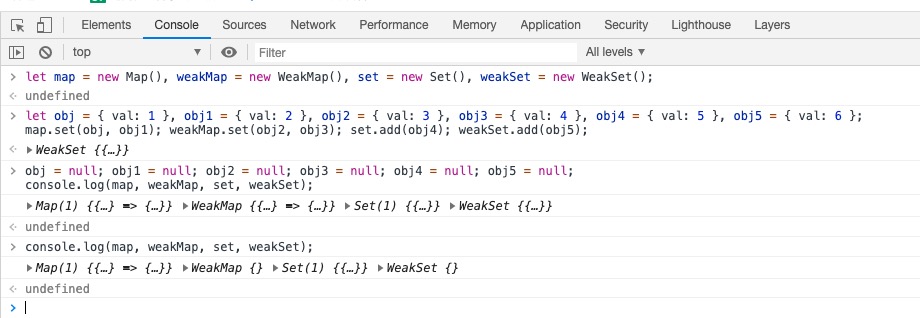 Elements Console Sources Network Performance Memory Application Security Lighthouse Layers
top Filter All levels
let map = new Map(), weakMap = new WeakMap(), set = new Set(), weakSet = new WeakSet();
undefined
let obj = { val: 1 }, obj1 = { val: 2 }, obj2 = { val: 3 }, obj3 = { val: 4 }, obj4 = { val: 5 }, obj5 = { val: 6 };
map.set(obj, obj1); weakMap.set(obj2, obj3); set.add(obj4); weakSet.add(obj5);
WeakSet {{…}}
obj = null; obj1 = null; obj2 = null; obj3 = null; obj4 = null; obj5 = null;
console.log(map, weakMap, set, weakSet);
Map(1) {{…} => {…}} WeakMap {{…} => {…}} Set(1) {{…}} WeakSet {{…}}
undefined
console.log(map, weakMap, set, weakSet);
Map(1) {{…} => {…}} WeakMap {} Set(1) {{…}} WeakSet {}
undefined